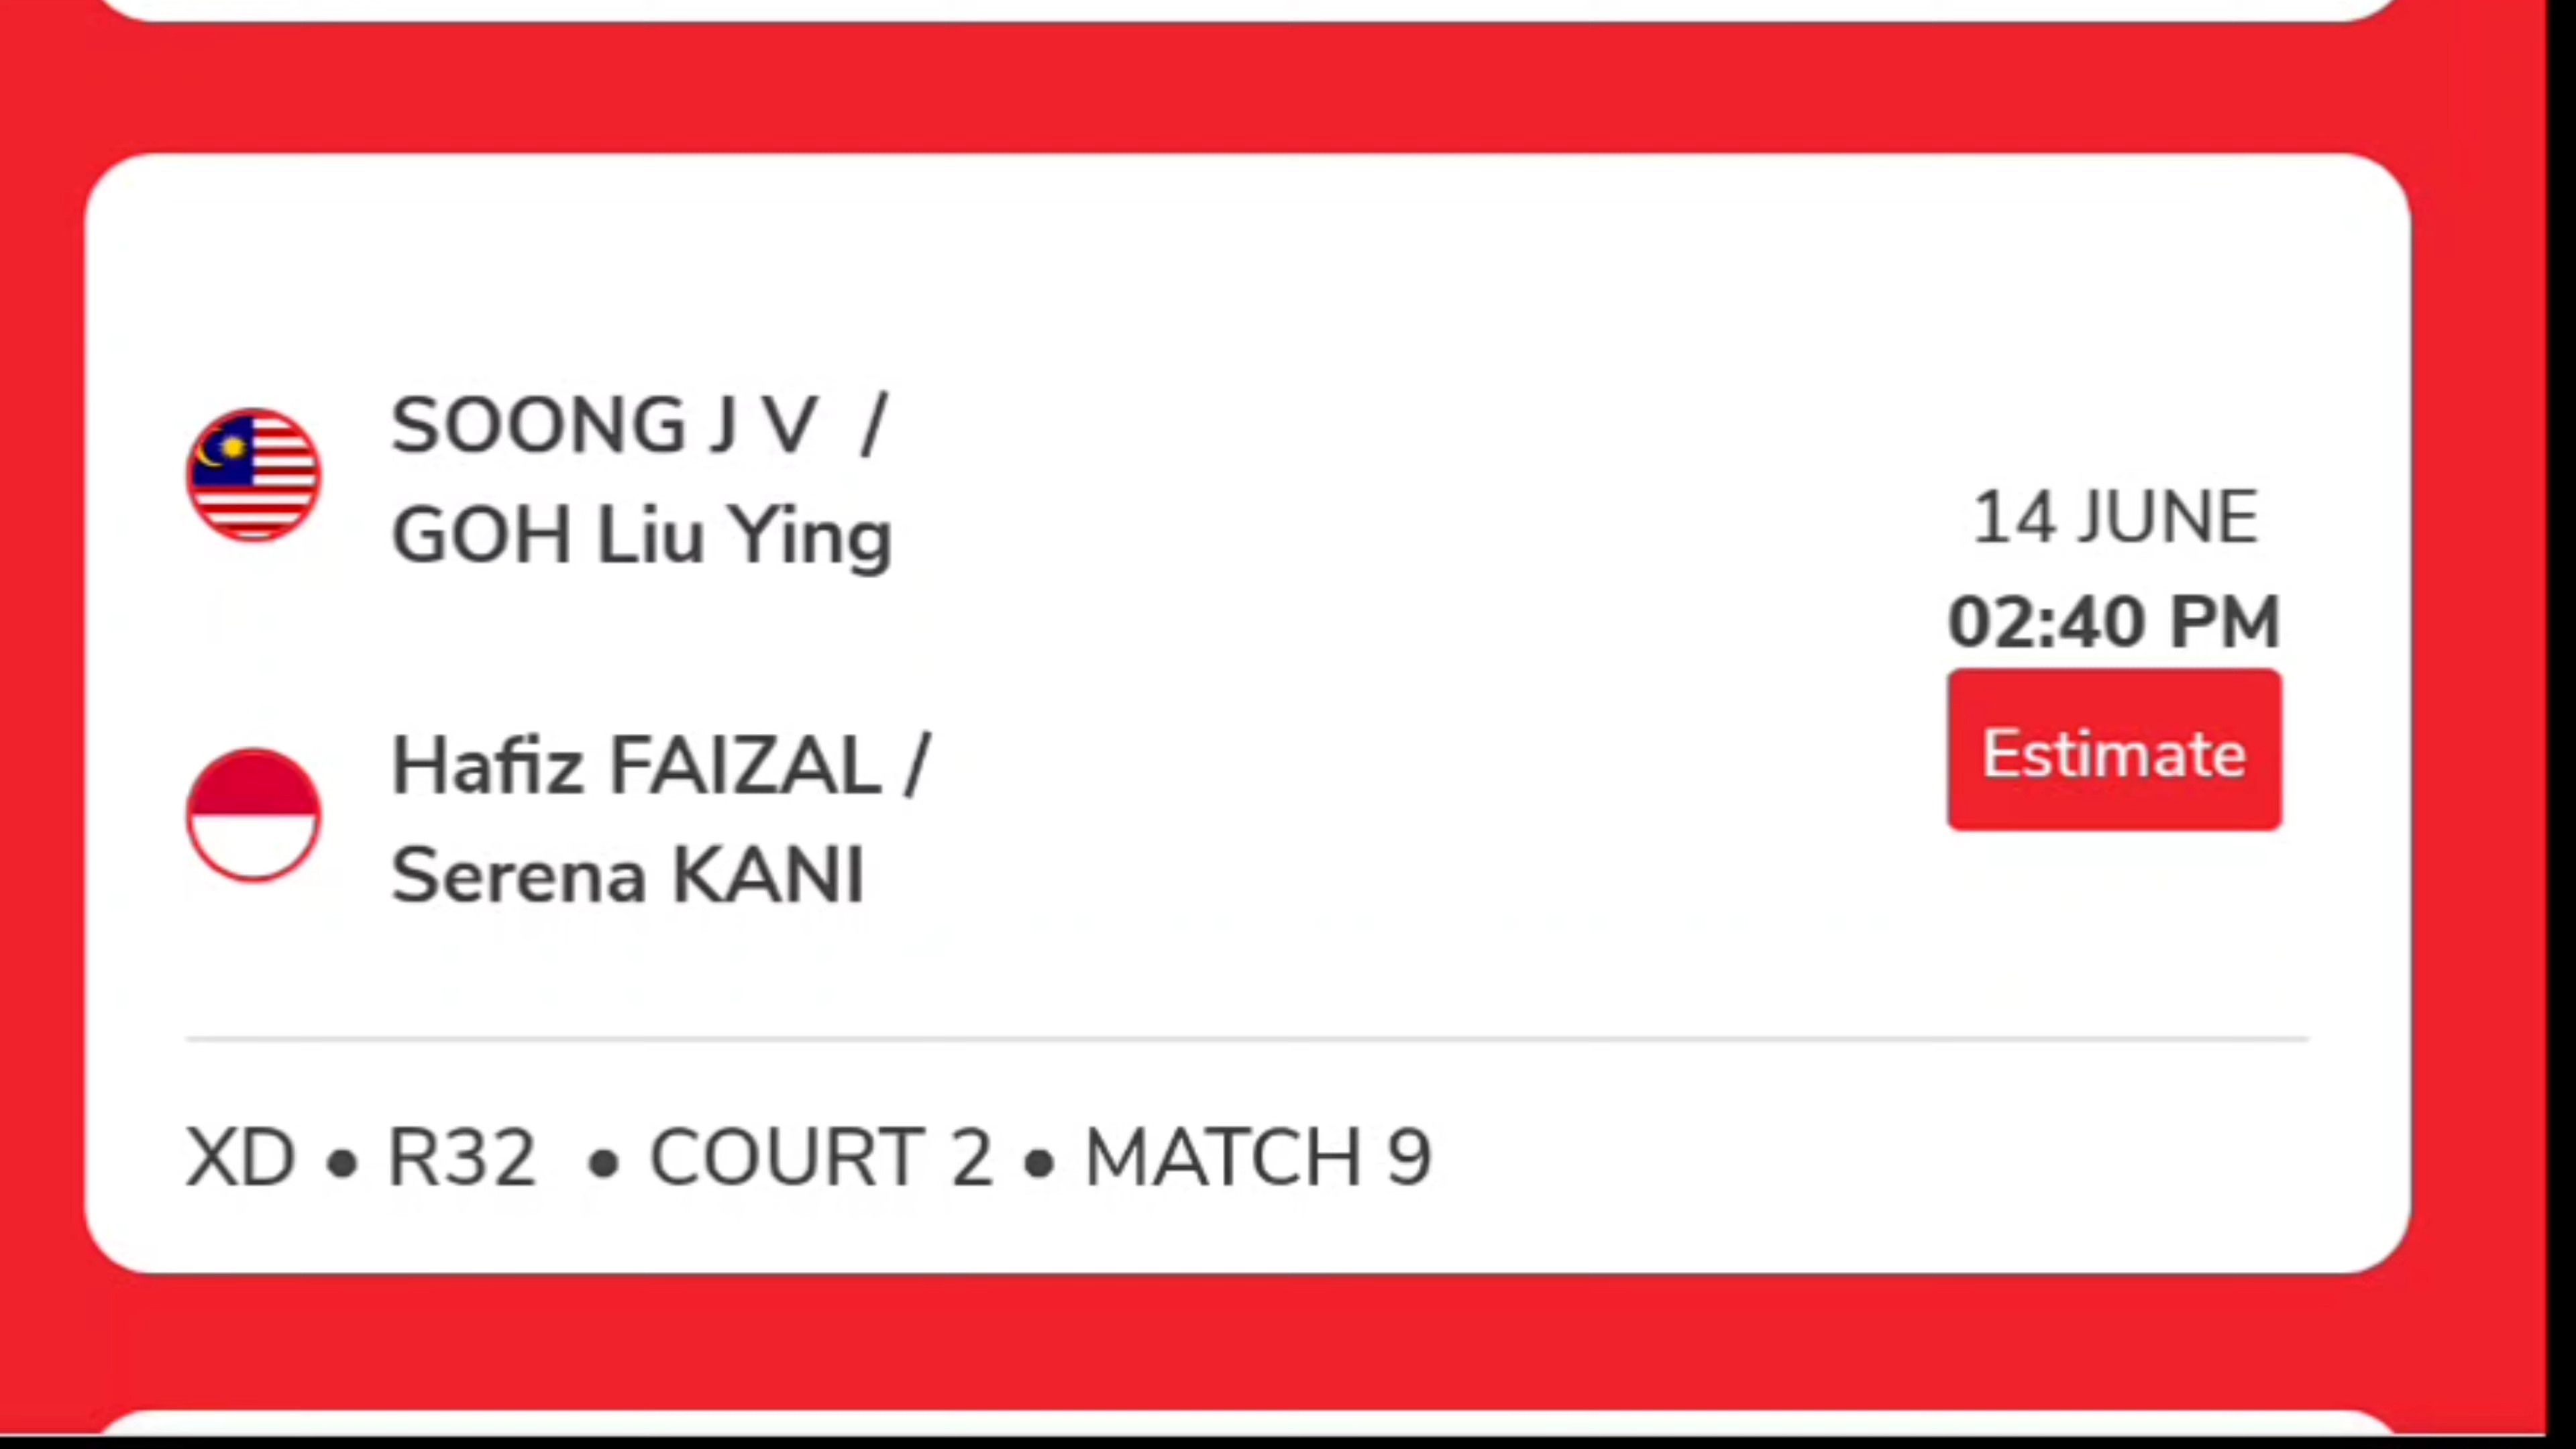 SOONG J V /
GOH Liu Ying
14 JUNE
02:40 PM
Estimate
Hafiz FAIZAL /
Serena KANI
XD • R32 • COURT 2 • MATCH 9